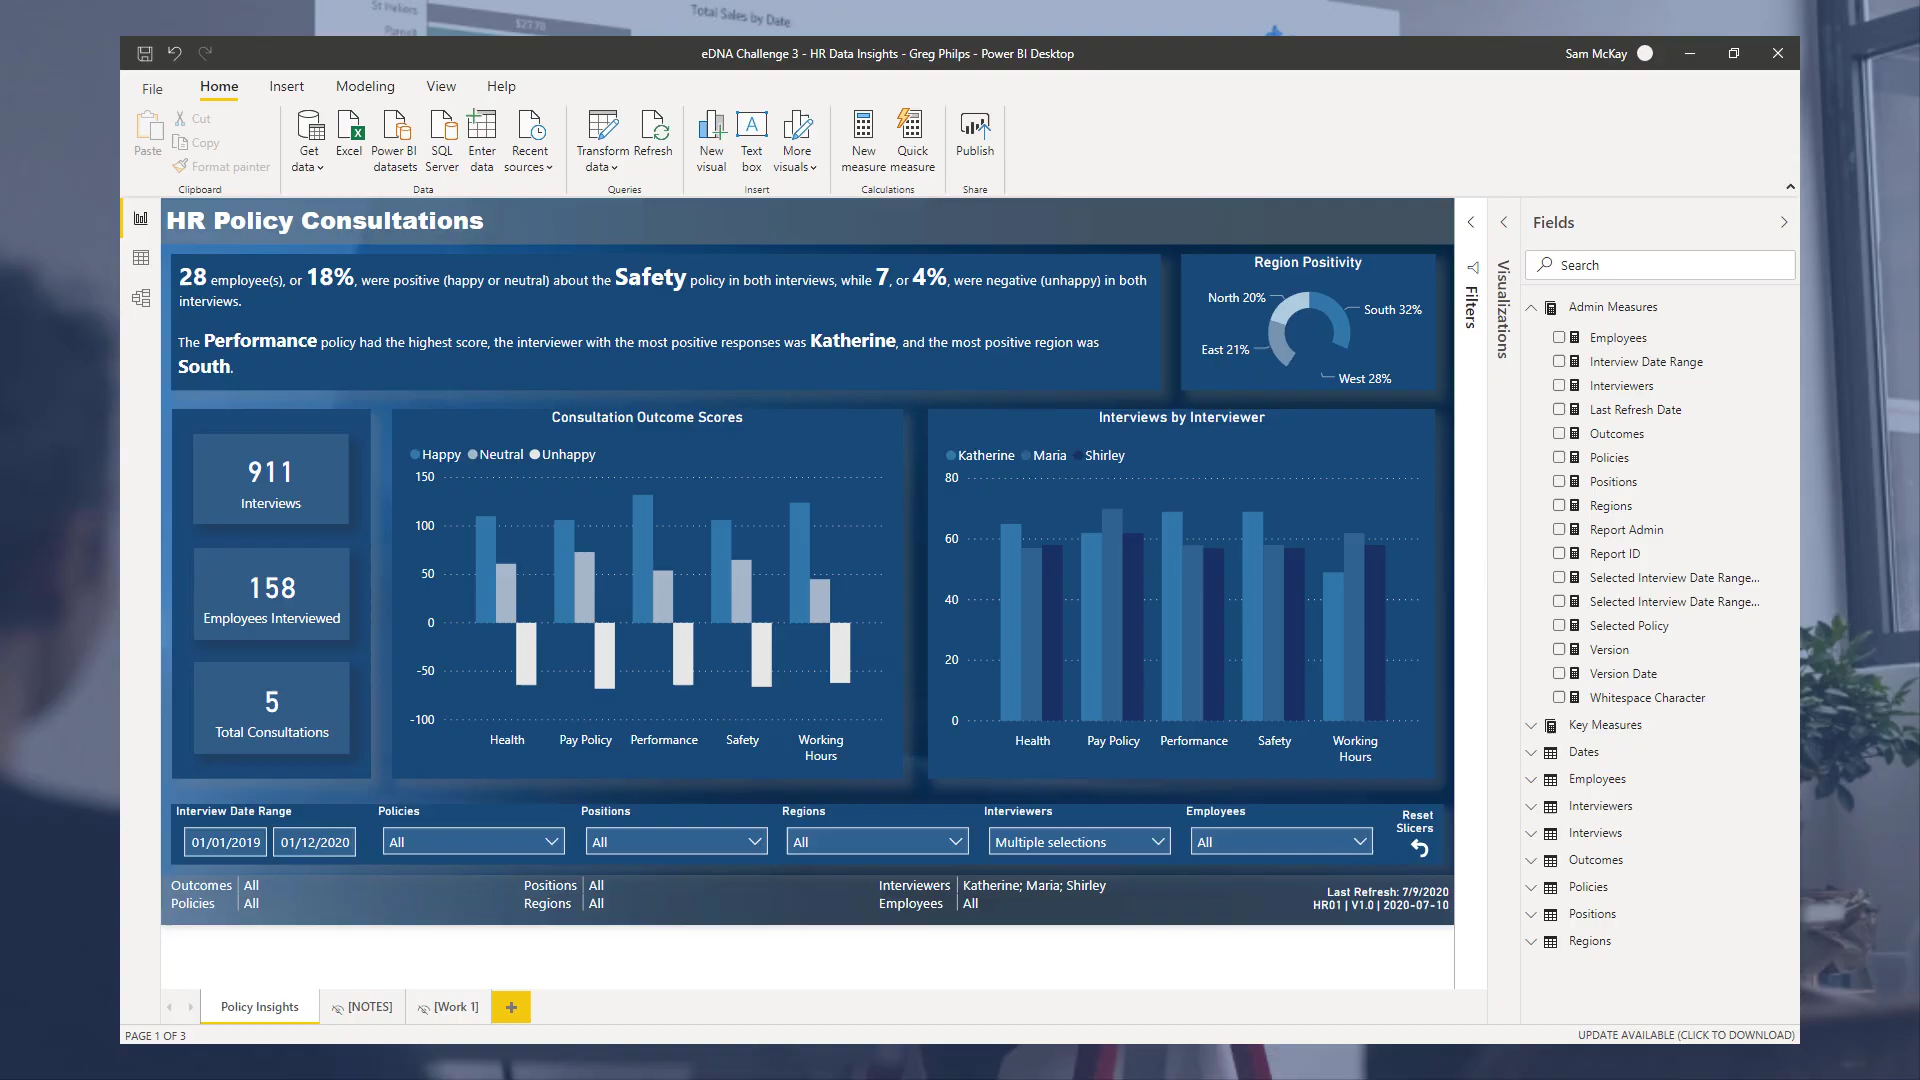 St Heliers
$27.7B
Total Sales by Date
eDNA Challenge 3 - HR Data Insights - Greg Philps - Power BI Desktop
Sam McKay
File Home Insert Modeling View Help
Paste
Cut
Copy
Format painter
Clipboard
Get data
Excel
Power BI datasets
SQL Server
Enter data
Recent sources
Data
Transform data
Refresh
Queries
New visual
Text box
More visuals
Insert
New measure
Quick measure
Calculations
Publish
Share
HR Policy Consultations
28 employee(s), or 18%, were positive (happy or neutral) about the Safety policy in both interviews, while 7, or 4%, were negative (unhappy) in both
interviews.
The Performance policy had the highest score, the interviewer with the most positive responses was Katherine, and the most positive region was
South.
Region Positivity
North 20%
South 32%
East 21%
West 28%
911
Interviews
158
Employees Interviewed
5
Total Consultations
Consultation Outcome Scores
Happy Neutral Unhappy
150
100
50
0
-50
-100
Health Pay Policy Performance Safety Working
Hours
Interviews by Interviewer
Katherine Maria Shirley
80
60
40
20
0
Health Pay Policy Performance Safety Working
Hours
Interview Date Range
01/01/2019 01/12/2020
Policies
All
Positions
All
Regions
All
Interviewers
Multiple selections
Employees
All
Reset
Slicers
Outcomes All
Policies All
Positions All
Regions All
Interviewers Katherine; Maria; Shirley
Employees All
Last Refresh: 7/9/2020
HR01 | V1.0 | 2020-07-10
Filters
Visualizations
Fields
Search
Admin Measures
Employees
Interview Date Range
Interviewers
Last Refresh Date
Outcomes
Policies
Positions
Regions
Report Admin
Report ID
Selected Interview Date Range...
Selected Interview Date Range...
Selected Policy
Version
Version Date
Whitespace Character
Key Measures
Dates
Employees
Interviewers
Interviews
Outcomes
Policies
Positions
Regions
Policy Insights [NOTES] [Work 1] +
PAGE 1 OF 3
UPDATE AVAILABLE (CLICK TO DOWNLOAD)